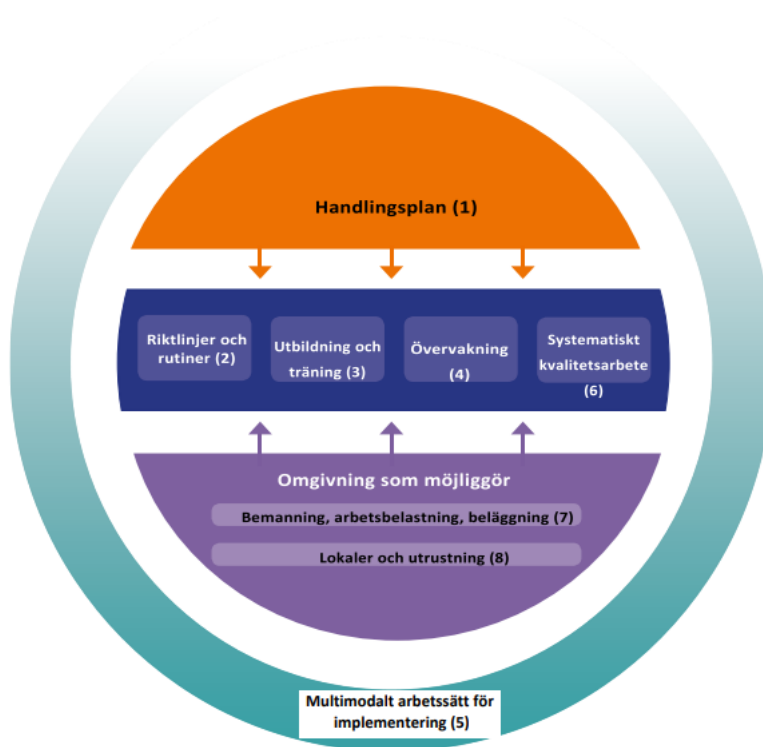 Handlingsplan (1)
Riktlinjer och
rutiner (2)
Utbildning och
träning (3)
Övervakning
(4)
Systematiskt
kvalitetsarbete
(6)
Omgivning som möjliggör
Bemanning, arbetsbelastning, beläggning (7)
Lokaler och utrustning (8)
Multimodalt arbetssätt för
implementering (5)